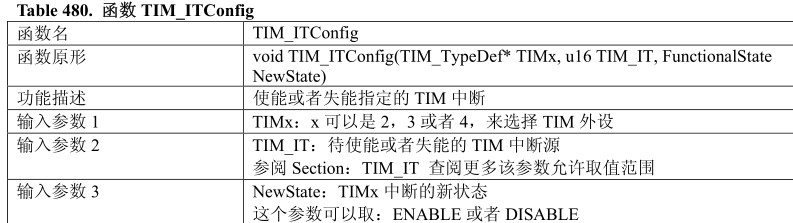 Table 480. 函数 TIM_ITConfig
函数名 TIM_ITConfig
函数原形 void TIM_ITConfig(TIM_TypeDef* TIMx, u16 TIM_IT, FunctionalState
NewState)
功能描述 使能或者失能指定的 TIM 中断
输入参数 1 TIMx：x 可以是 2，3 或者 4，来选择 TIM 外设
输入参数 2 TIM_IT：待使能或者失能的 TIM 中断源
参阅 Section：TIM_IT 查阅更多该参数允许取值范围
输入参数 3 NewState：TIMx 中断的新状态
这个参数可以取：ENABLE 或者 DISABLE